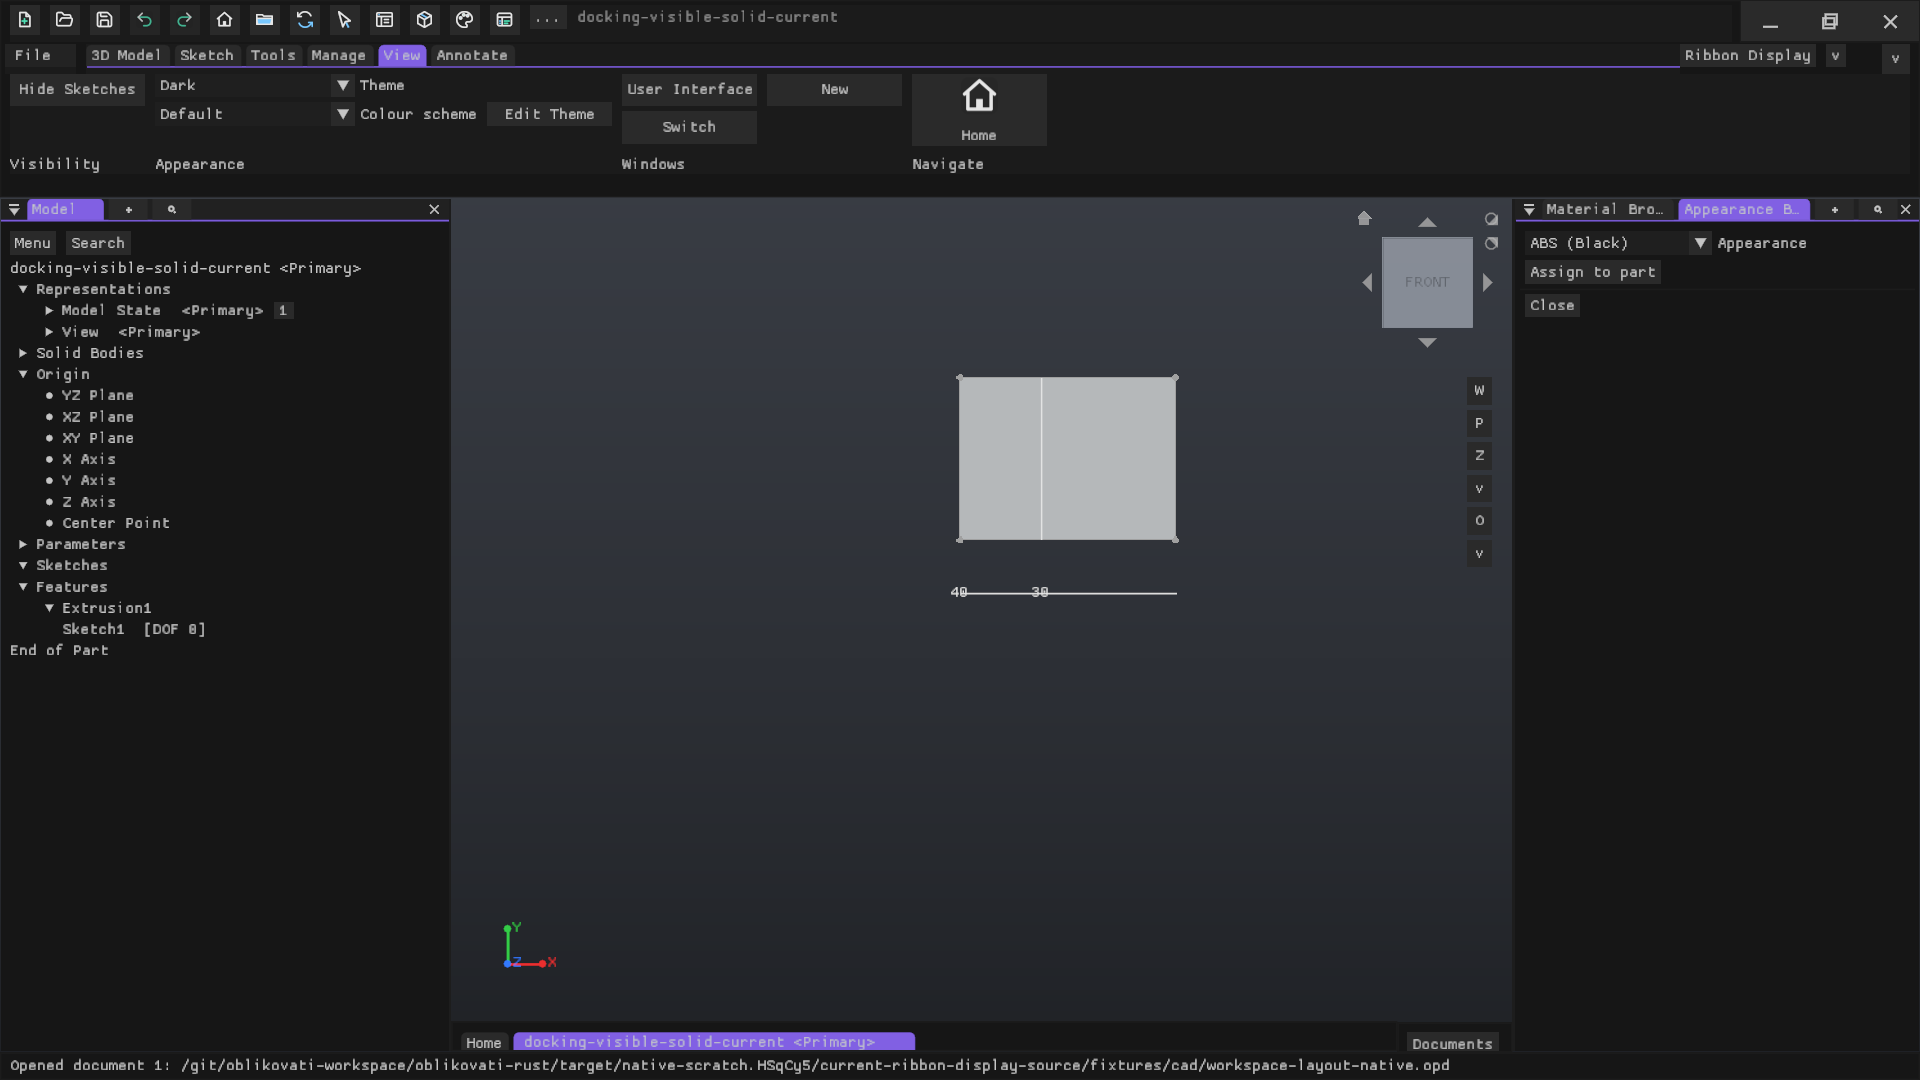 ... docking-visible-solid-current
File 3D Model Sketch Tools Manage View Annotate Ribbon Display v v
Hide Sketches Dark Theme User Interface New
Default Colour scheme Edit Theme Switch Home
Visibility Appearance Windows Navigate
Model + Material Bro... Appearance B... +
Menu Search
docking-visible-solid-current <Primary>
Representations
Model State <Primary> 1
View <Primary>
Solid Bodies
Origin
YZ Plane
XZ Plane
XY Plane
X Axis
Y Axis
Z Axis
Center Point
Parameters
Sketches
Features
Extrusion1
Sketch1 [DOF 0]
End of Part
FRONT
W
P
Z
v
O
v
40 30
Y
Z X
ABS (Black) Appearance
Assign to part
Close
Home docking-visible-solid-current <Primary> Documents
Opened document 1: /git/oblikovati-workspace/oblikovati-rust/target/native-scratch.HSqCy5/current-ribbon-display-source/fixtures/cad/workspace-layout-native.opd